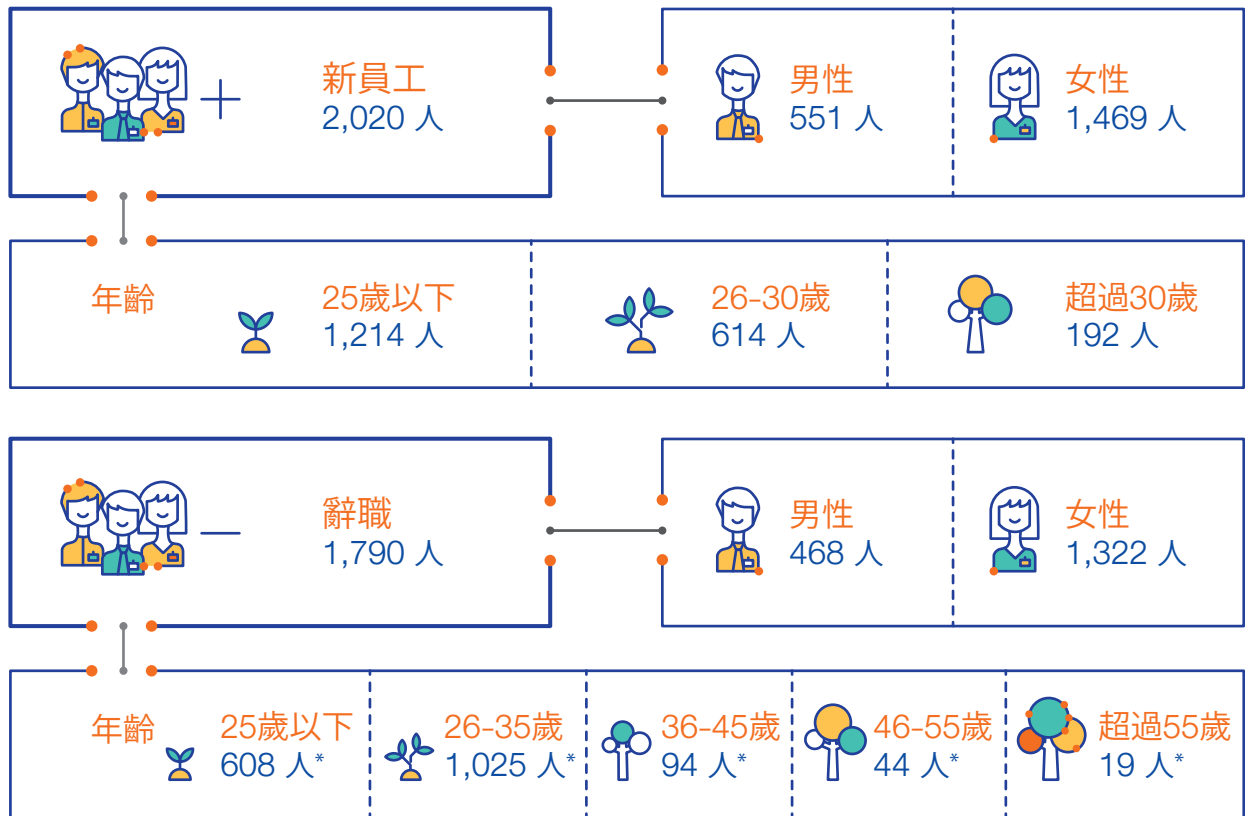 新員工
2,020 人
男性
551 人
女性
1,469 人
年齡
25歲以下
1,214 人
26-30歲
614 人
超過30歲
192 人
辭職
1,790 人
男性
468 人
女性
1,322 人
年齡
25歲以下
608 人*
26-35歲
1,025 人*
36-45歲
94 人*
46-55歲
44 人*
超過55歲
19 人*